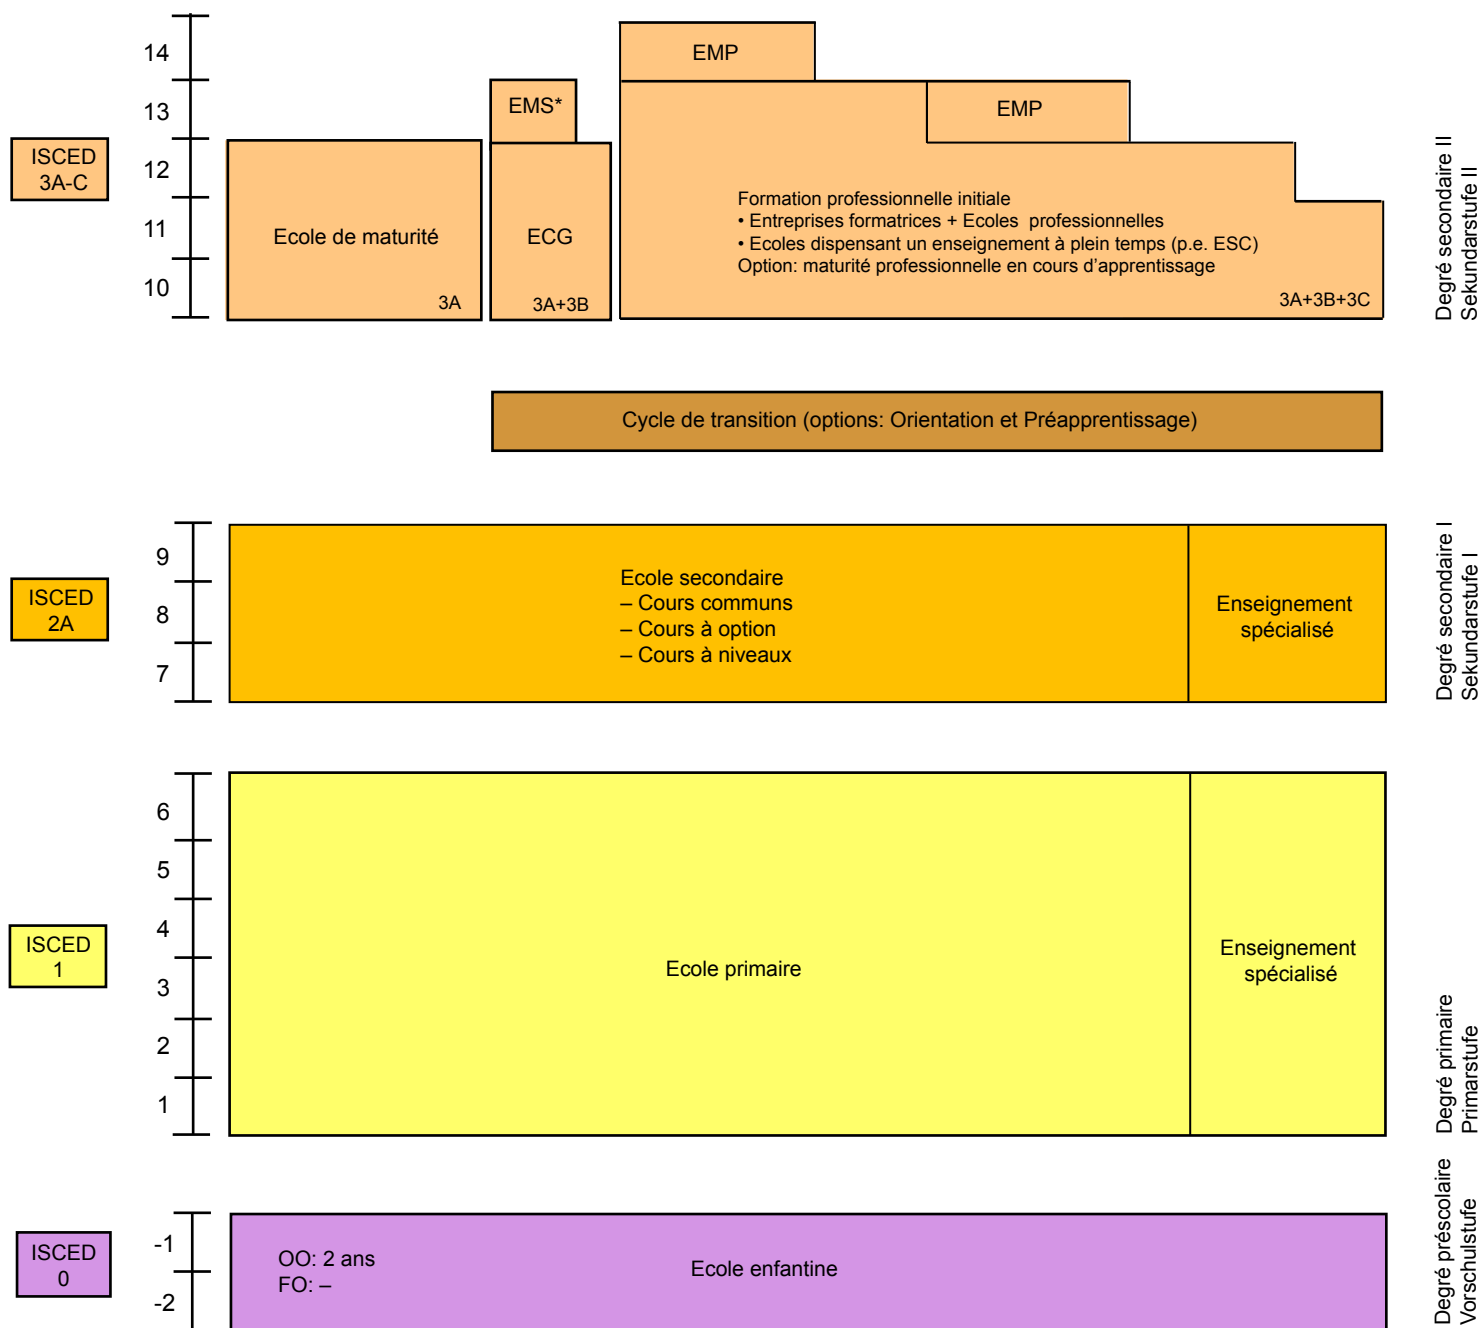 14
EMP
13
EMS*
EMP
ISCED
3A-C
12
11
10
Ecole de maturité
3A
ECG
3A+3B
Formation professionnelle initiale
• Entreprises formatrices + Ecoles professionnelles
• Ecoles dispensant un enseignement à plein temps (p.e. ESC)
Option: maturité professionnelle en cours d'apprentissage
3A+3B+3C
Degré secondaire II
Sekundarstufe II
Cycle de transition (options: Orientation et Préapprentissage)
ISCED
2A
9
8
7
Ecole secondaire
– Cours communs
– Cours à option
– Cours à niveaux
Enseignement
spécialisé
Degré secondaire I
Sekundarstufe I
ISCED
1
6
5
4
3
2
1
Ecole primaire
Enseignement
spécialisé
Degré primaire
Primarstufe
ISCED
0
-1
-2
OO: 2 ans
FO: –
Ecole enfantine
Degré préscolaire
Vorschulstufe